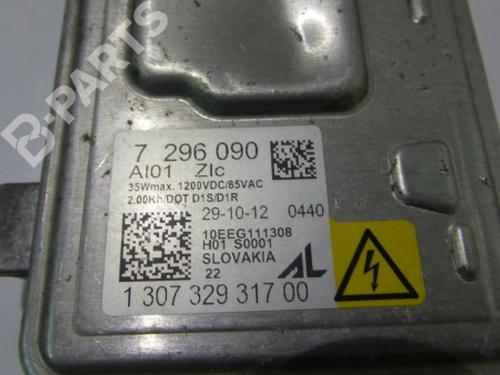 B-PARTS
7 296 090
AI01 ZIc
35Wmax. 1200VDC/85VAC
2.00Kh/DOT D1S/D1R
29-10-12 0440
10EEG111308
H01 S0001
SLOVAKIA
22
AL
1 307 329 317 00